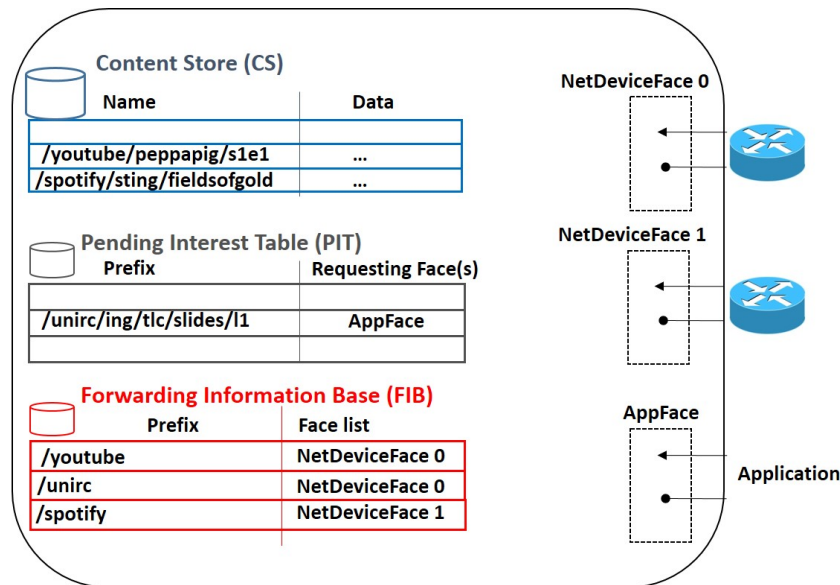 Content Store (CS)
Name Data
/youtube/peppapig/s1e1 ...
/spotify/sting/fieldsofgold ...
Pending Interest Table (PIT)
Prefix Requesting Face(s)
/unirc/ing/tlc/slides/l1 AppFace
Forwarding Information Base (FIB)
Prefix Face list
/youtube NetDeviceFace 0
/unirc NetDeviceFace 0
/spotify NetDeviceFace 1
NetDeviceFace 0
NetDeviceFace 1
AppFace
Application